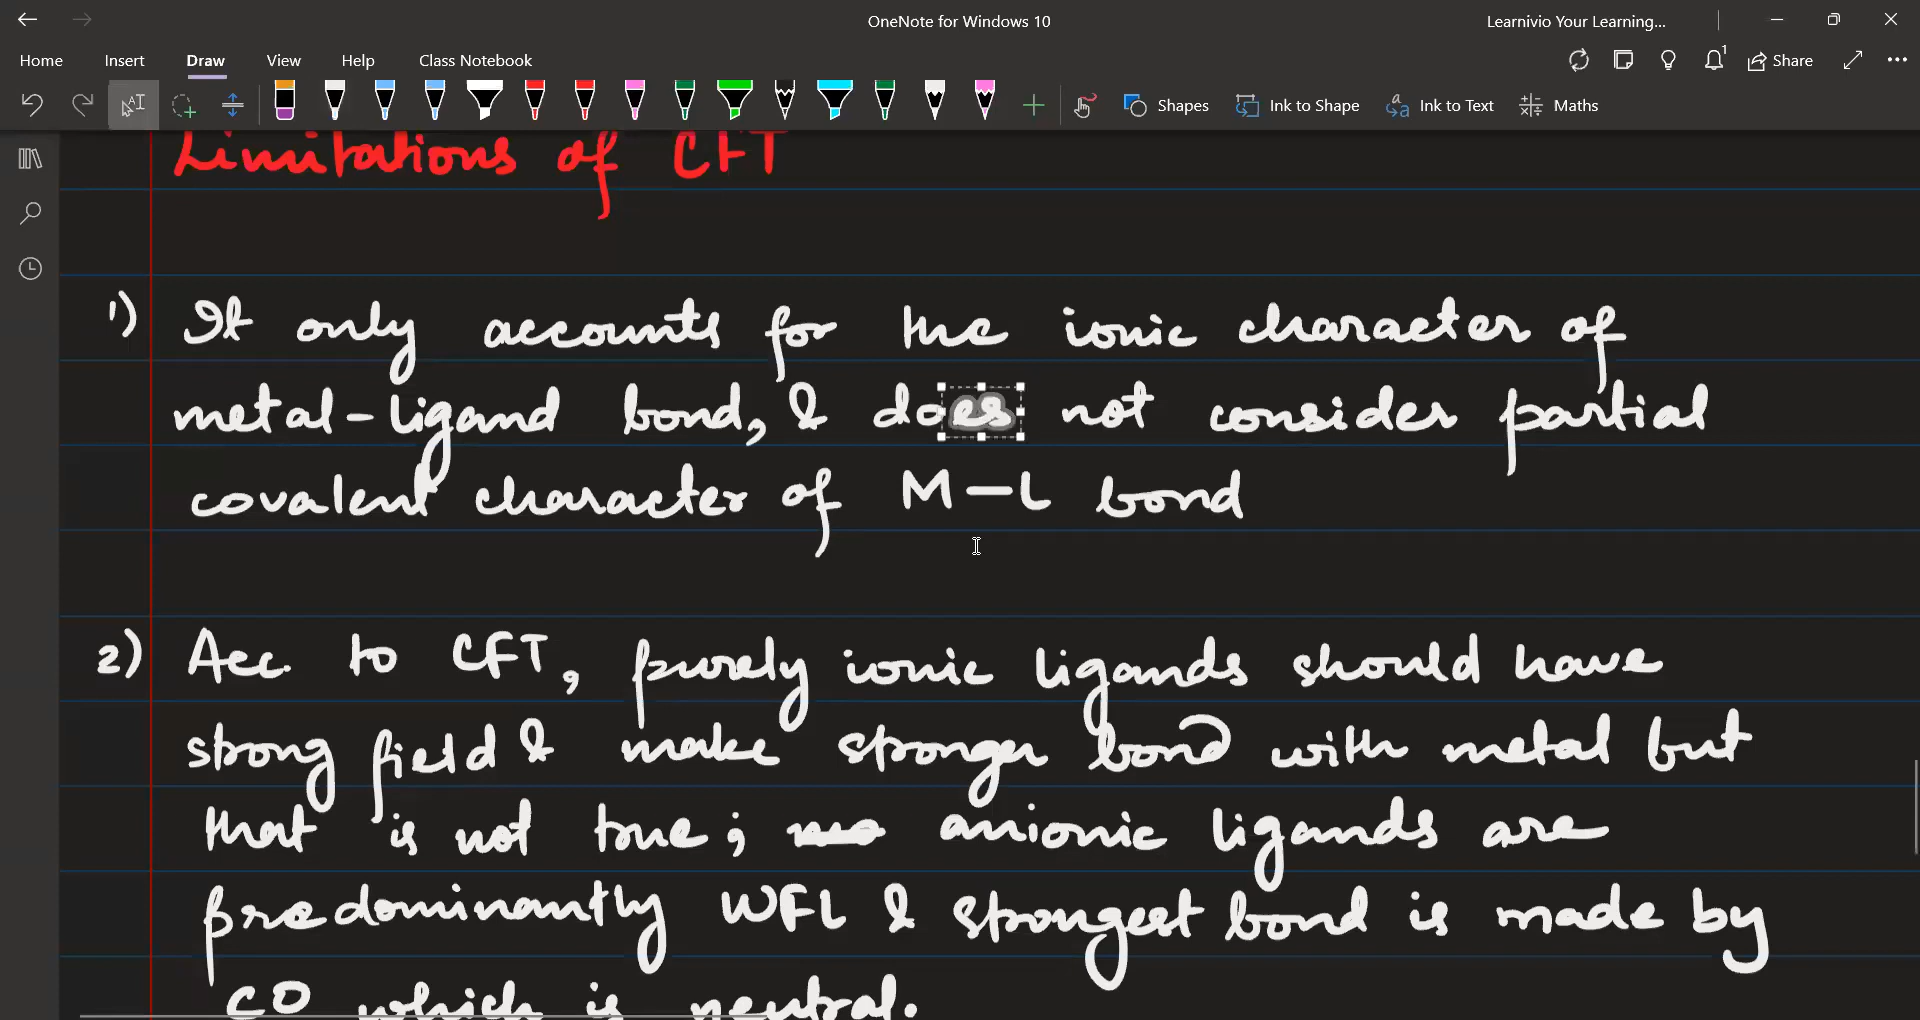 OneNote for Windows 10
Learnivio Your Learning...
Home Insert Draw View Help Class Notebook
1 Share
Shapes Ink to Shape Ink to Text Maths
Limitations of CFT
1) It only accounts for the ionic character of
metal-ligand bond, & does not consider partial
covalent character of M-L bond
2) Acc. to CFT, purely ionic ligands should have
strong field & make stronger bond with metal but
that is not true; anionic ligands are
predominantly WFL & strongest bond is made by
CO which is neutral.